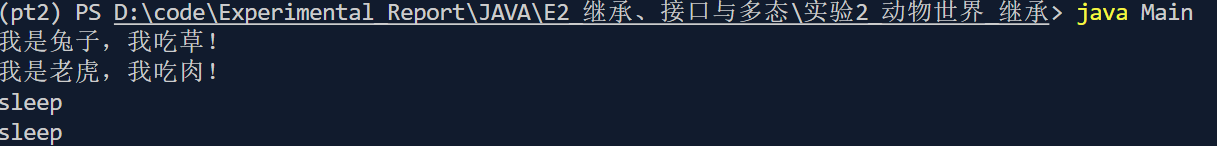 (pt2) PS D:\code\Experimental Report\JAVA\E2 继承、接口与多态\实验2 动物世界 继承> java Main
我是兔子，我吃草！
我是老虎，我吃肉！
sleep
sleep